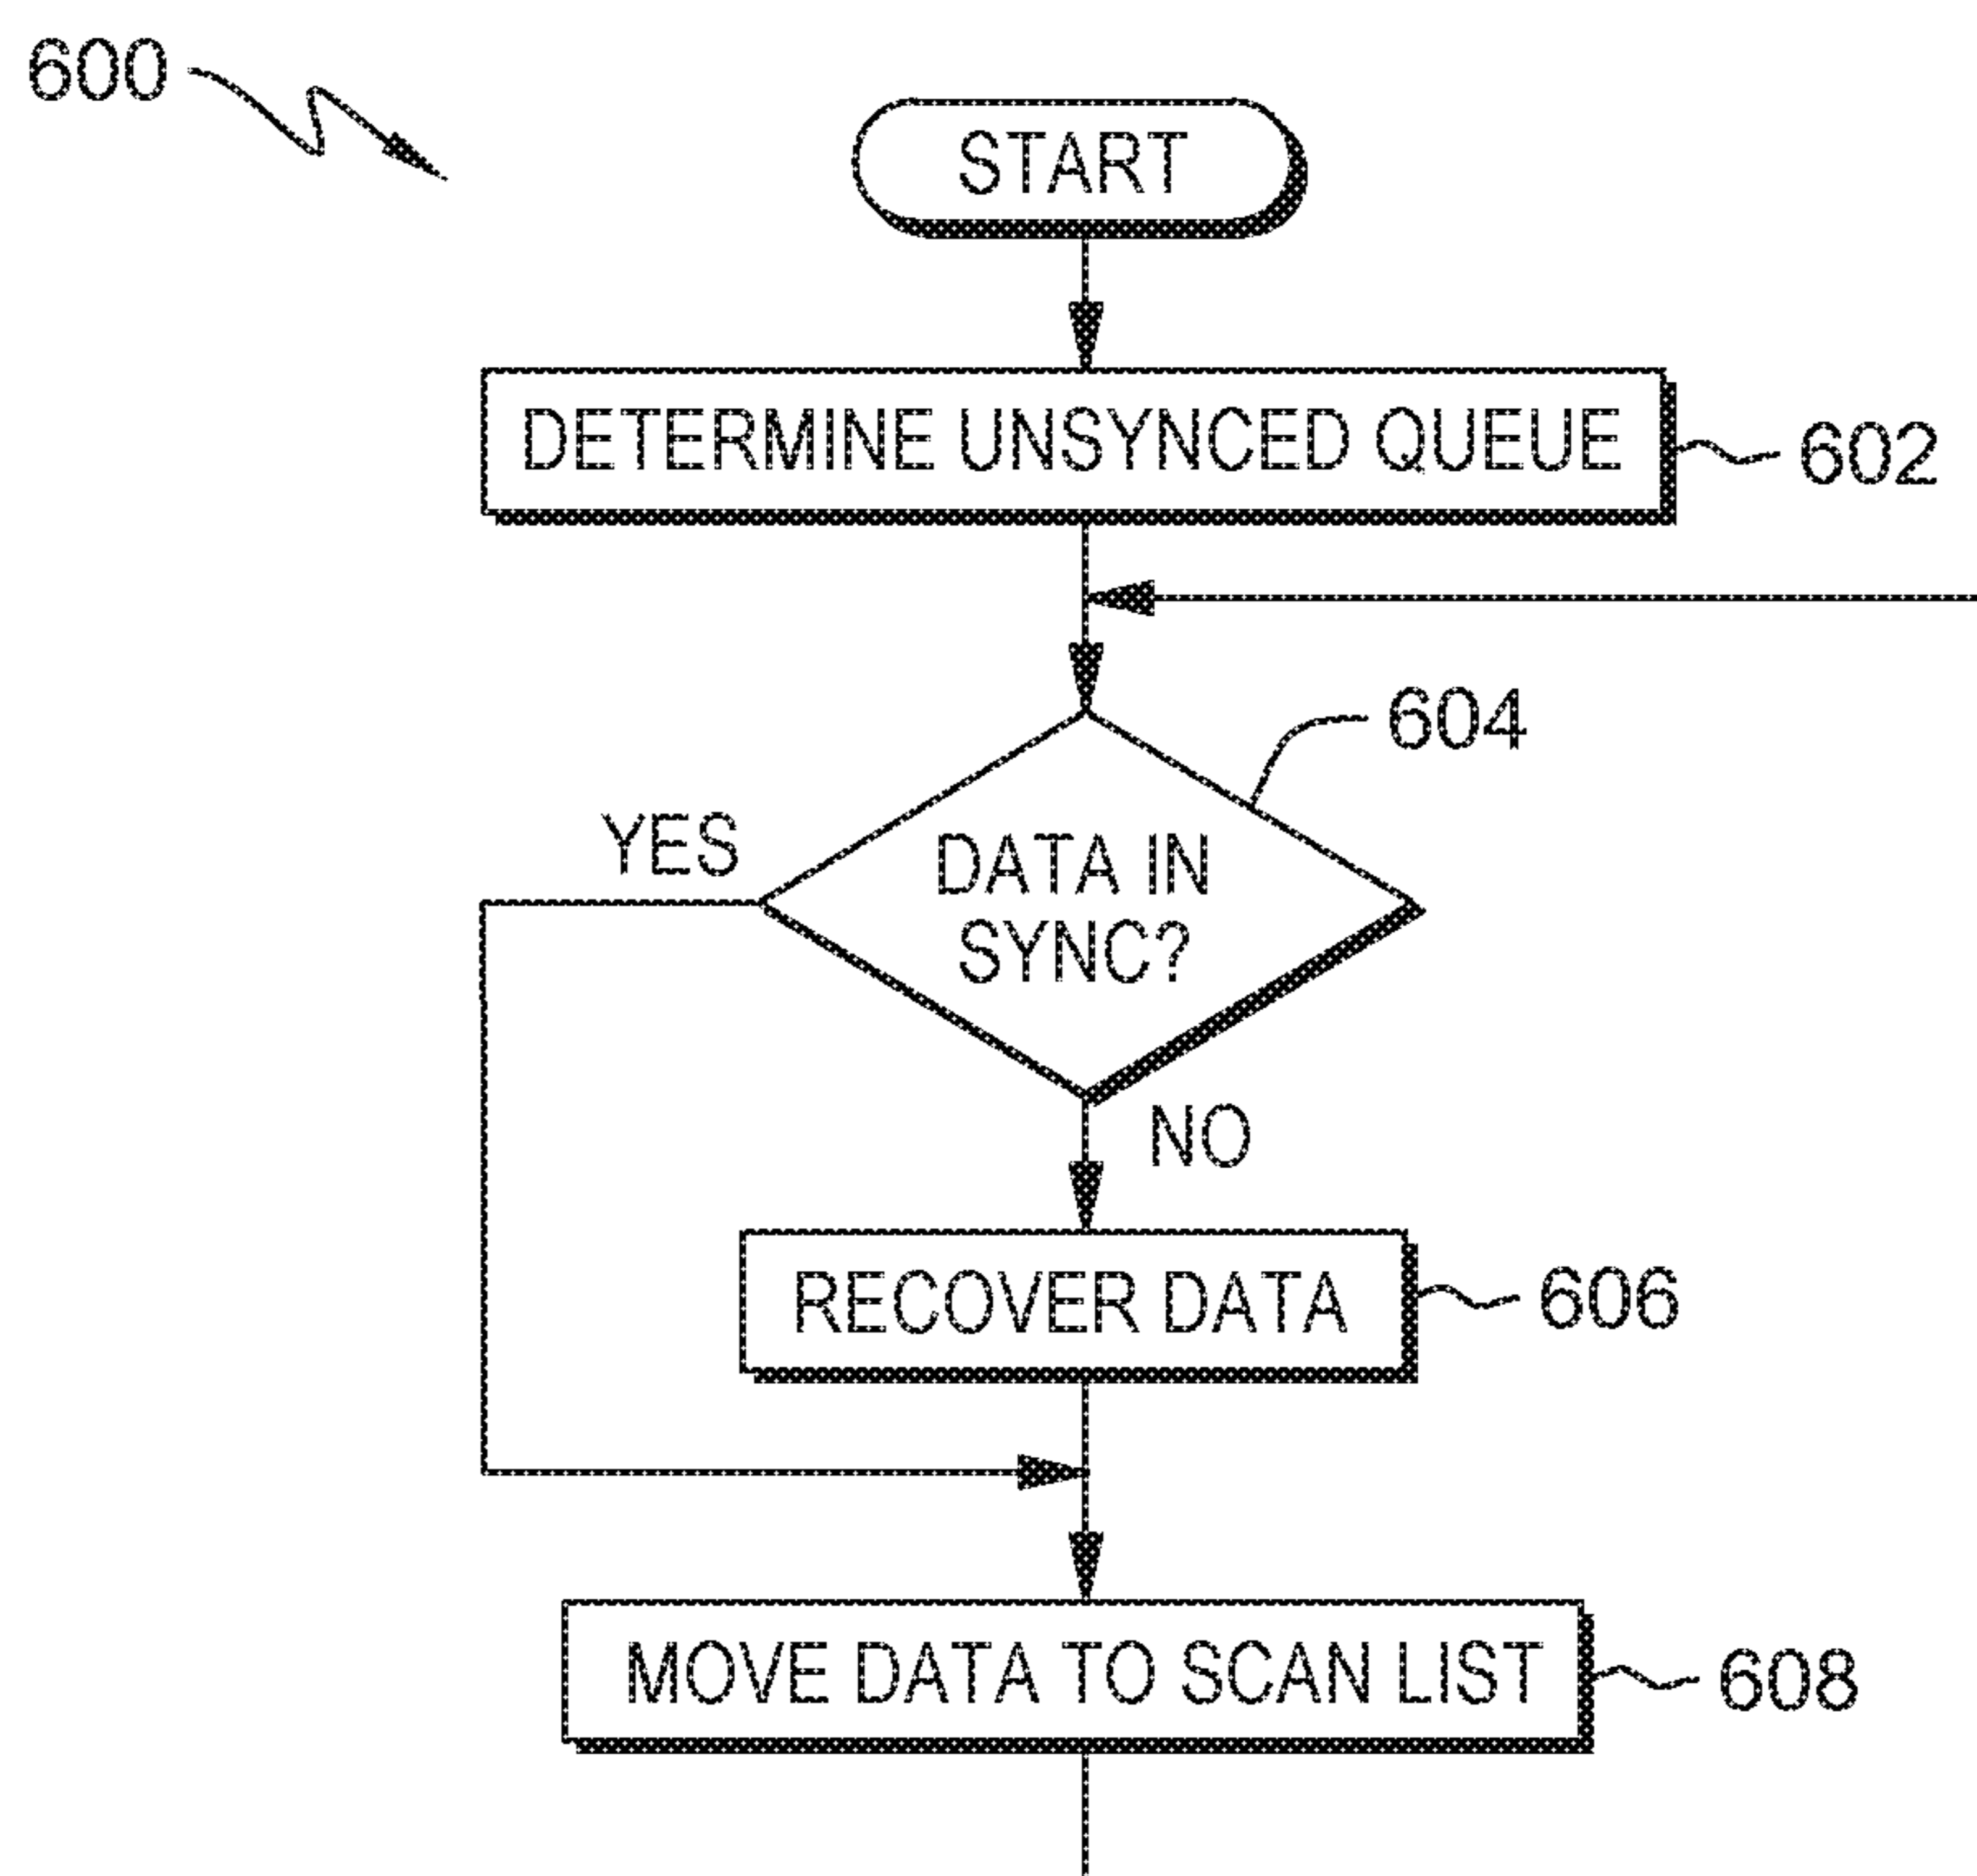 600
START
DETERMINE UNSYNCED QUEUE
602
604
YES
DATA IN
SYNC?
NO
RECOVER DATA
606
MOVE DATA TO SCAN LIST
608